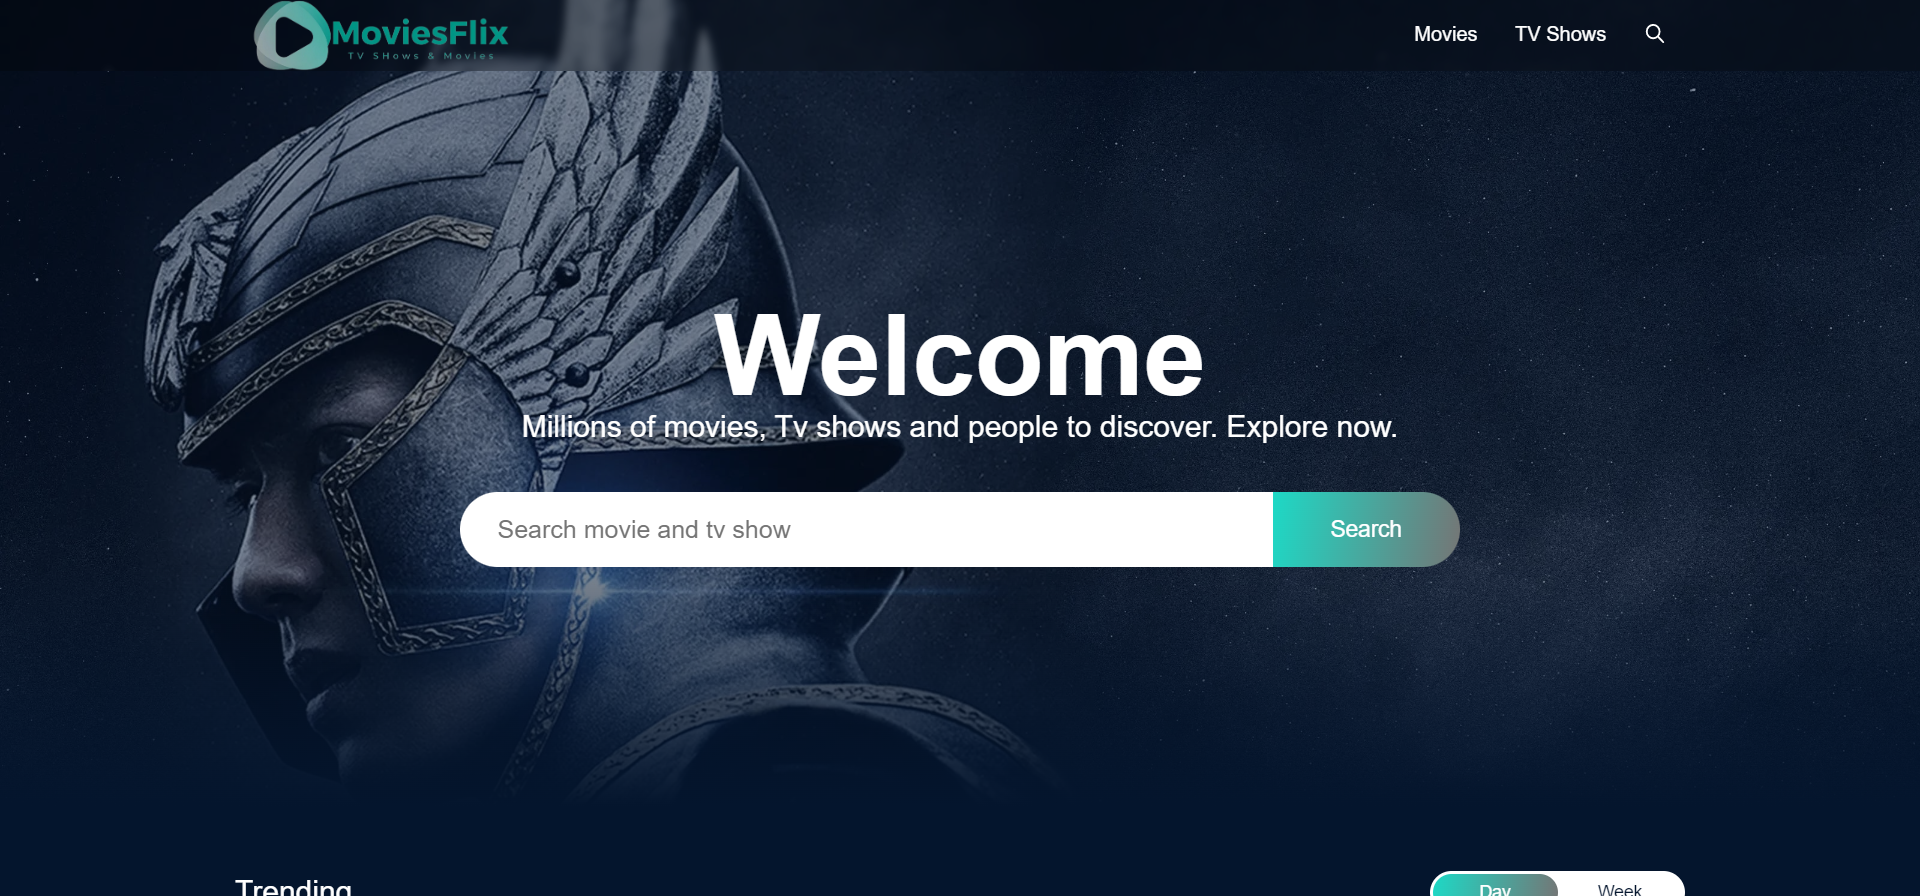 MoviesFlix
TV SHows & Movies
Movies
TV Shows
Welcome
Millions of movies, Tv shows and people to discover. Explore now.
Search movie and tv show
Search
Trending
Day
Week